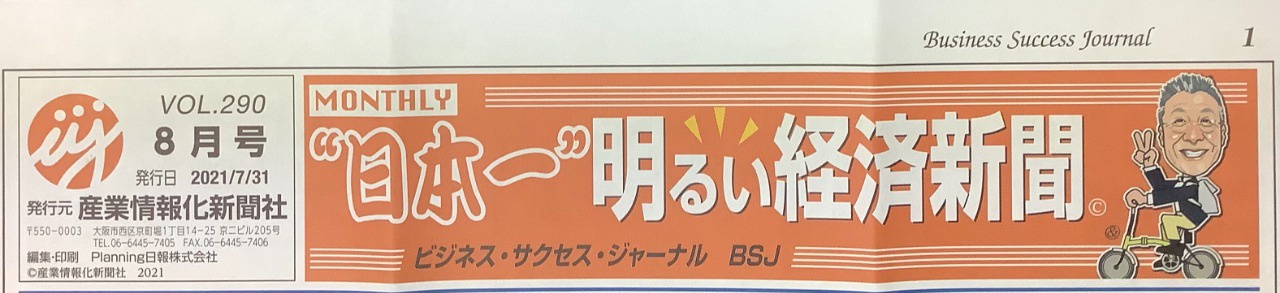 Business Success Journal 1
iij
VOL.290
8月号
発行日 2021/7/31
発行元 産業情報化新聞社
〒550-0003 大阪市西区京町堀1丁目14-25 京二ビル205号
TEL.06-6445-7405 FAX.06-6445-7406
編集・印刷 Planning日報株式会社
©産業情報化新聞社 2021
MONTHLY
“日本一”明るい経済新聞©
&
ビジネス・サクセス・ジャーナル BSJ